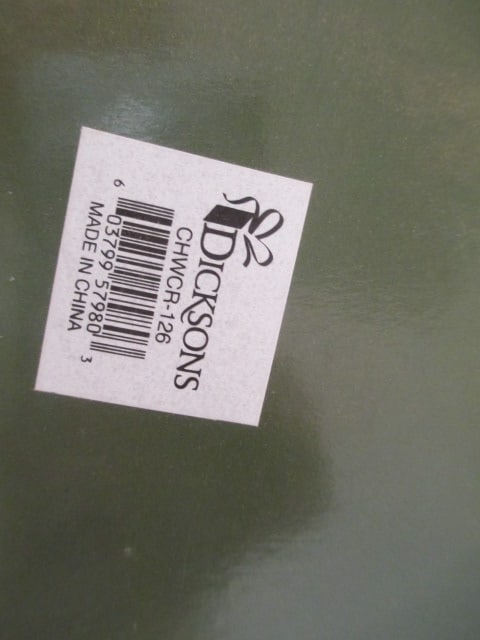 DICKSONS
CHWCR-126
6 03799 57980 3
MADE IN CHINA